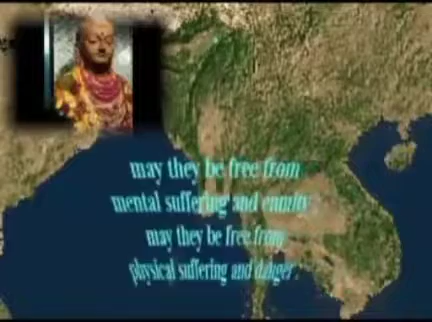 may they be free from
mental suffering and enmity
may they be free from
physical suffering and danger.